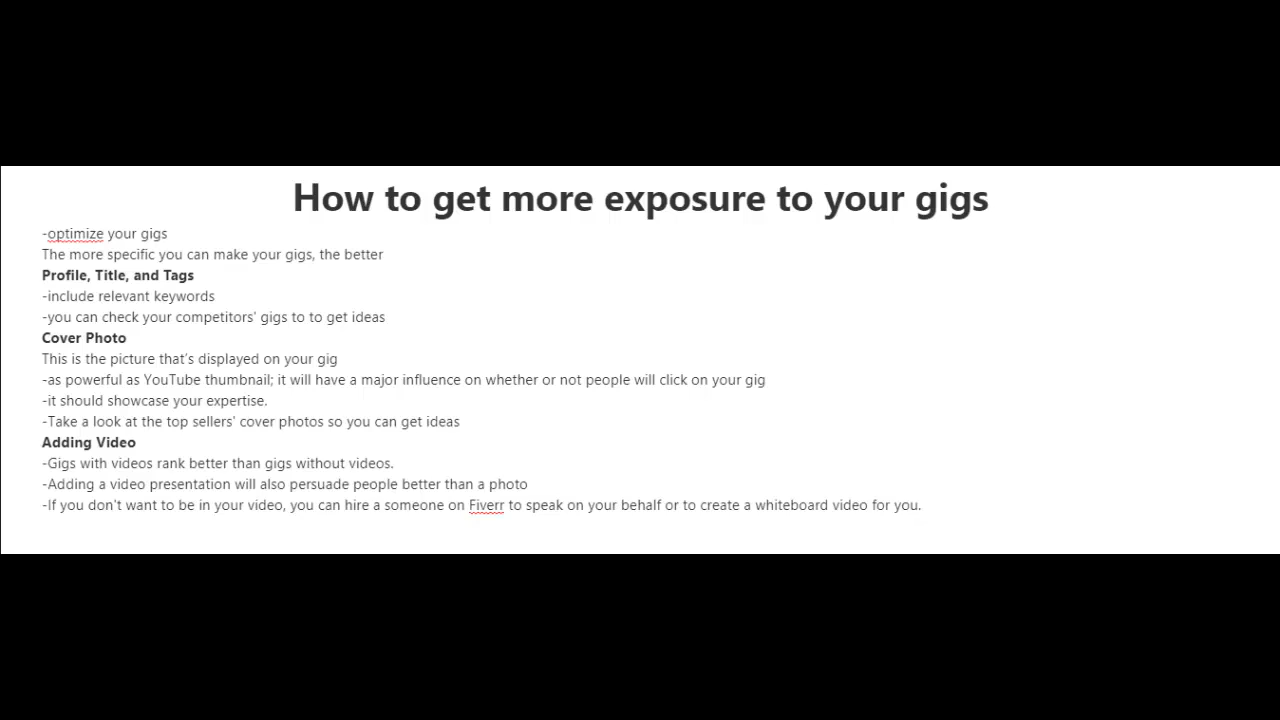 How to get more exposure to your gigs
-optimize your gigs
The more specific you can make your gigs, the better
Profile, Title, and Tags
-include relevant keywords
-you can check your competitors' gigs to to get ideas
Cover Photo
This is the picture that's displayed on your gig
-as powerful as YouTube thumbnail; it will have a major influence on whether or not people will click on your gig
-it should showcase your expertise.
-Take a look at the top sellers' cover photos so you can get ideas
Adding Video
-Gigs with videos rank better than gigs without videos.
-Adding a video presentation will also persuade people better than a photo
-If you don't want to be in your video, you can hire a someone on Fiverr to speak on your behalf or to create a whiteboard video for you.